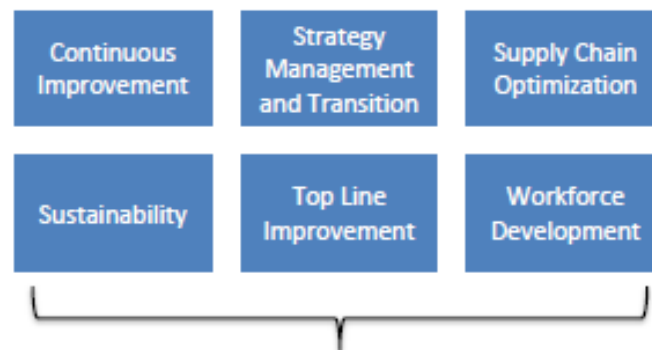 Continuous
Improvement
Strategy
Management
and Transition
Supply Chain
Optimization
Sustainability
Top Line
Improvement
Workforce
Development